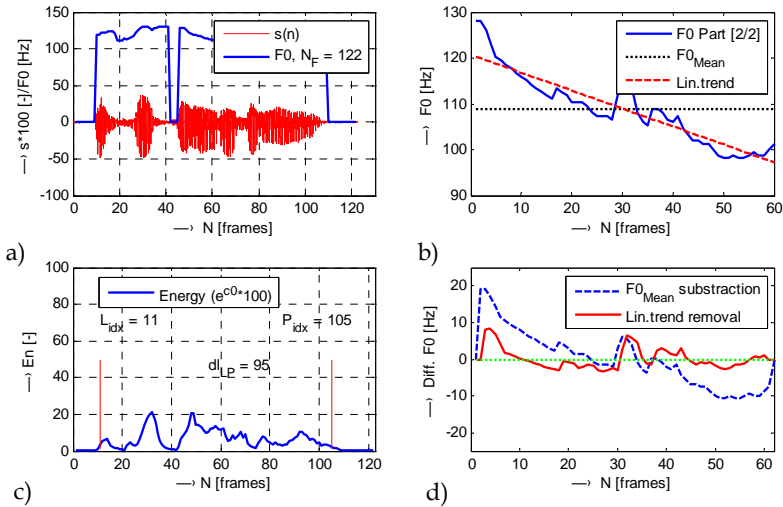 150
100
50
0
-50
-100
0 20 40 60 80 100 120
—› s*100 [-]/F0 [Hz]
—› N [frames]
s(n)
F0, N_F = 122
a)
130
120
110
100
90
0 10 20 30 40 50 60
—› F0 [Hz]
—› N [frames]
F0 Part [2/2]
F0_Mean
Lin.trend
b)
100
80
60
40
20
0
0 20 40 60 80 100 120
—› En [-]
—› N [frames]
Energy (e^c0*100)
L_idx = 11
P_idx = 105
dl_LP = 95
c)
20
10
0
-10
-20
0 10 20 30 40 50 60
—› Diff. F0 [Hz]
—› N [frames]
F0_Mean subtraction
Lin.trend removal
d)